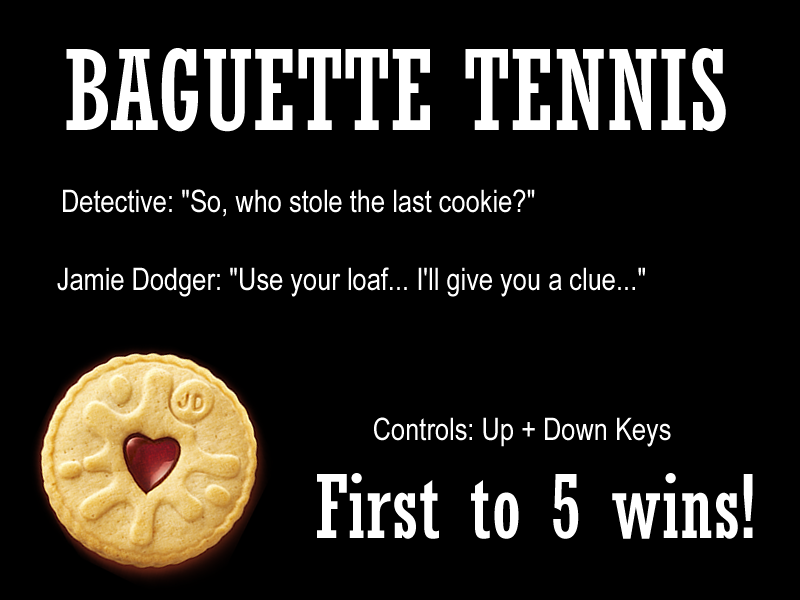 BAGUETTE TENNIS
Detective: "So, who stole the last cookie?"
Jamie Dodger: "Use your loaf... I'll give you a clue..."
JD
Controls: Up + Down Keys
First to 5 wins!